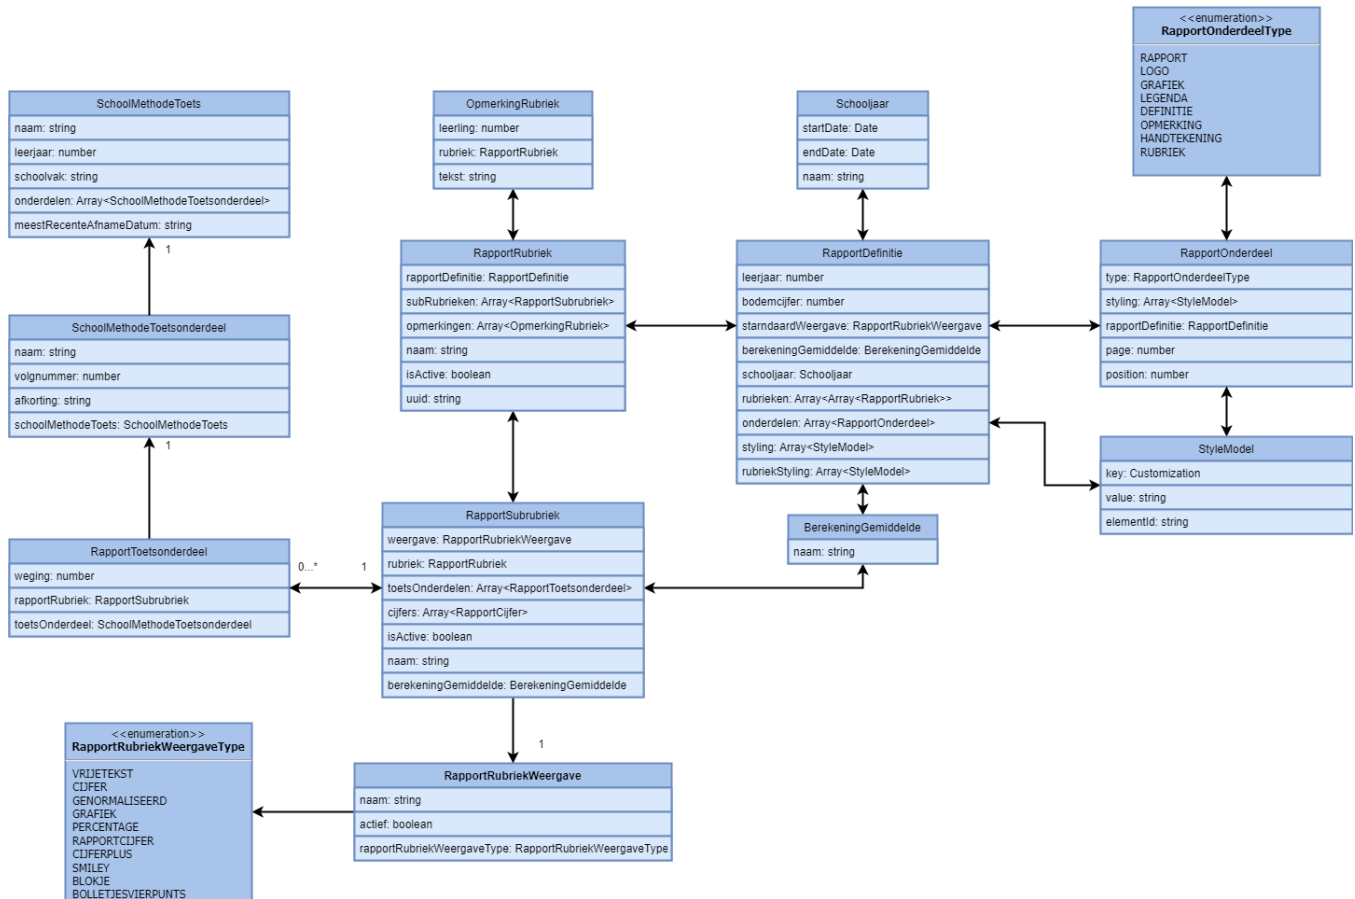 <<enumeration>>
RapportOnderdeelType
RAPPORT
LOGO
GRAFIEK
LEGENDA
DEFINITIE
OPMERKING
HANDTEKENING
RUBRIEK
SchoolMethodeToets
naam: string
leerjaar: number
schoolvak: string
onderdelen: Array<SchoolMethodeToetsonderdeel>
meestRecenteAfnameDatum: string
1
OpmerkingRubriek
leerling: number
rubriek: RapportRubriek
tekst: string
Schooljaar
startDate: Date
endDate: Date
naam: string
RapportRubriek
rapportDefinitie: RapportDefinitie
subRubrieken: Array<RapportSubrubriek>
opmerkingen: Array<OpmerkingRubriek>
naam: string
isActive: boolean
uuid: string
RapportDefinitie
leerjaar: number
bodemcijfer: number
starndaardWeergave: RapportRubriekWeergave
berekeningGemiddelde: BerekeningGemiddelde
schooljaar: Schooljaar
rubrieken: Array<Array<RapportRubriek>>
onderdelen: Array<RapportOnderdeel>
styling: Array<StyleModel>
rubriekStyling: Array<StyleModel>
RapportOnderdeel
type: RapportOnderdeelType
styling: Array<StyleModel>
rapportDefinitie: RapportDefinitie
page: number
position: number
SchoolMethodeToetsonderdeel
naam: string
volgnummer: number
afkorting: string
schoolMethodeToets: SchoolMethodeToets
1
StyleModel
key: Customization
value: string
elementId: string
RapportToetsonderdeel
weging: number
rapportRubriek: RapportSubrubriek
toetsOnderdeel: SchoolMethodeToetsonderdeel
0...*
1
RapportSubrubriek
weergave: RapportRubriekWeergave
rubriek: RapportRubriek
toetsOnderdelen: Array<RapportToetsonderdeel>
cijfers: Array<RapportCijfer>
isActive: boolean
naam: string
berekeningGemiddelde: BerekeningGemiddelde
BerekeningGemiddelde
naam: string
1
<<enumeration>>
RapportRubriekWeergaveType
VRIJETEKST
CIJFER
GENORMALISEERD
GRAFIEK
PERCENTAGE
RAPPORTCIJFER
CIJFERPLUS
SMILEY
BLOKJE
BOLLETJESVIERPUNTS
RapportRubriekWeergave
naam: string
actief: boolean
rapportRubriekWeergaveType: RapportRubriekWeergaveType